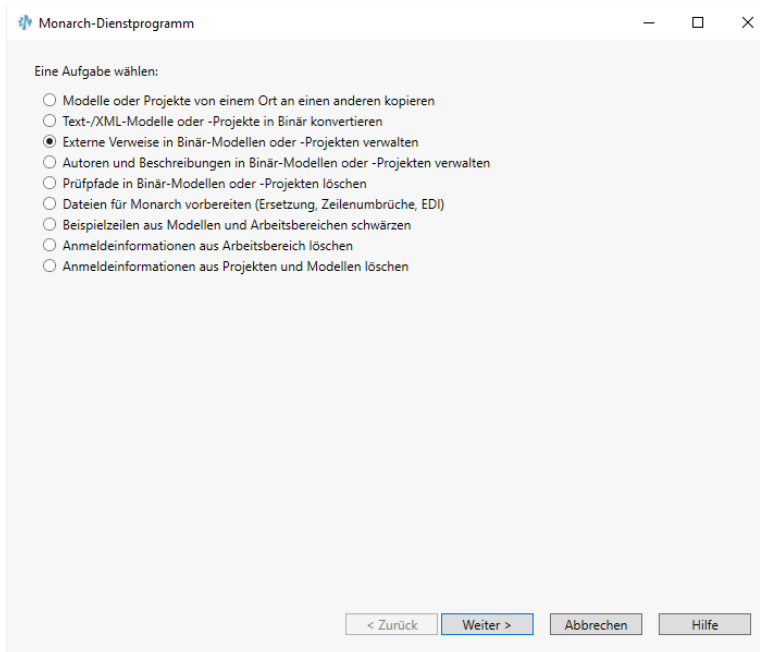 Monarch-Dienstprogramm
Eine Aufgabe wählen:
Modelle oder Projekte von einem Ort an einen anderen kopieren
Text-/XML-Modelle oder -Projekte in Binär konvertieren
Externe Verweise in Binär-Modellen oder -Projekten verwalten
Autoren und Beschreibungen in Binär-Modellen oder -Projekten verwalten
Prüfpfade in Binär-Modellen oder -Projekten löschen
Dateien für Monarch vorbereiten (Ersetzung, Zeilenumbrüche, EDI)
Beispielzeilen aus Modellen und Arbeitsbereichen schwärzen
Anmeldeinformationen aus Arbeitsbereich löschen
Anmeldeinformationen aus Projekten und Modellen löschen
< Zurück Weiter > Abbrechen Hilfe